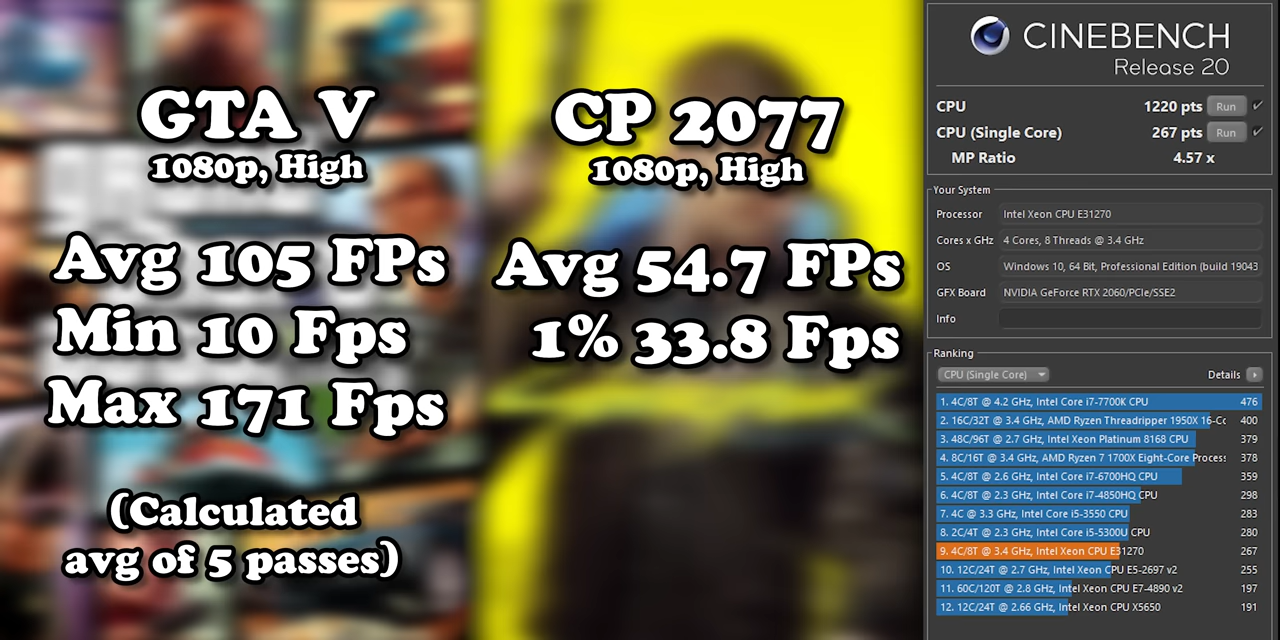 GTA V
1080p, High
Avg 105 FPs
Min 10 Fps
Max 171 Fps
(Calculated
avg of 5 passes)
CP 2077
1080p, High
Avg 54.7 FPs
1% 33.8 Fps
CINEBENCH
Release 20
CPU 1220 pts Run
CPU (Single Core) 267 pts Run
MP Ratio 4.57 x
Your System
Processor Intel Xeon CPU E31270
Cores x GHz 4 Cores, 8 Threads @ 3.4 GHz
OS Windows 10, 64 Bit, Professional Edition (build 19043
GFX Board NVIDIA GeForce RTX 2060/PCIe/SSE2
Info
Ranking
CPU (Single Core) Details
1. 4C/8T @ 4.2 GHz, Intel Core i7-7700K CPU 476
2. 16C/32T @ 3.4 GHz, AMD Ryzen Threadripper 1950X 16-Cc 400
3. 48C/96T @ 2.7 GHz, Intel Xeon Platinum 8168 CPU 379
4. 8C/16T @ 3.4 GHz, AMD Ryzen 7 1700X Eight-Core Process 378
5. 4C/8T @ 2.6 GHz, Intel Core i7-6700HQ CPU 359
6. 4C/8T @ 2.3 GHz, Intel Core i7-4850HQ CPU 298
7. 4C @ 3.3 GHz, Intel Core i5-3550 CPU 283
8. 2C/4T @ 2.3 GHz, Intel Core i5-5300U CPU 280
9. 4C/8T @ 3.4 GHz, Intel Xeon CPU E31270 267
10. 12C/24T @ 2.7 GHz, Intel Xeon CPU E5-2697 v2 255
11. 60C/120T @ 2.8 GHz, Intel Xeon CPU E7-4890 v2 197
12. 12C/24T @ 2.66 GHz, Intel Xeon CPU X5650 191